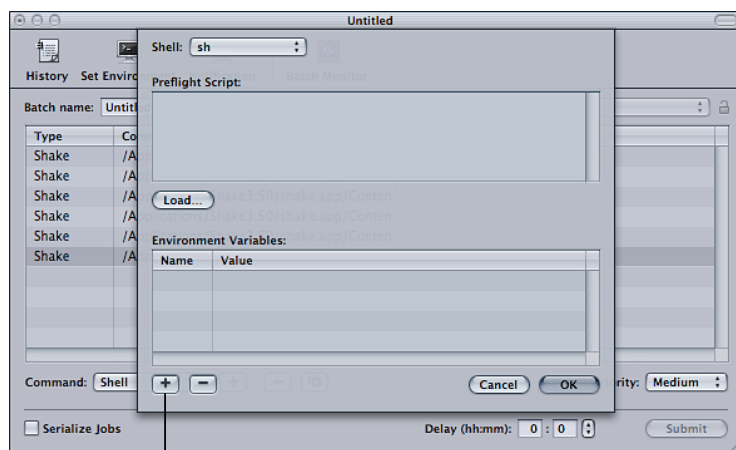 Untitled
Shell: sh
History Set Enviro Batch Monitor
Preflight Script:
Batch name: Untitl
Type Co
Shake /A
Shake /A
Shake /A
Load...
Shake /Applications/Shake3.50/shake.app/Conten
Shake /A
Environment Variables:
Shake /A
Name Value
Command: Shell + − Cancel OK rity: Medium
Serialize Jobs Delay (hh:mm): 0 : 0 Submit